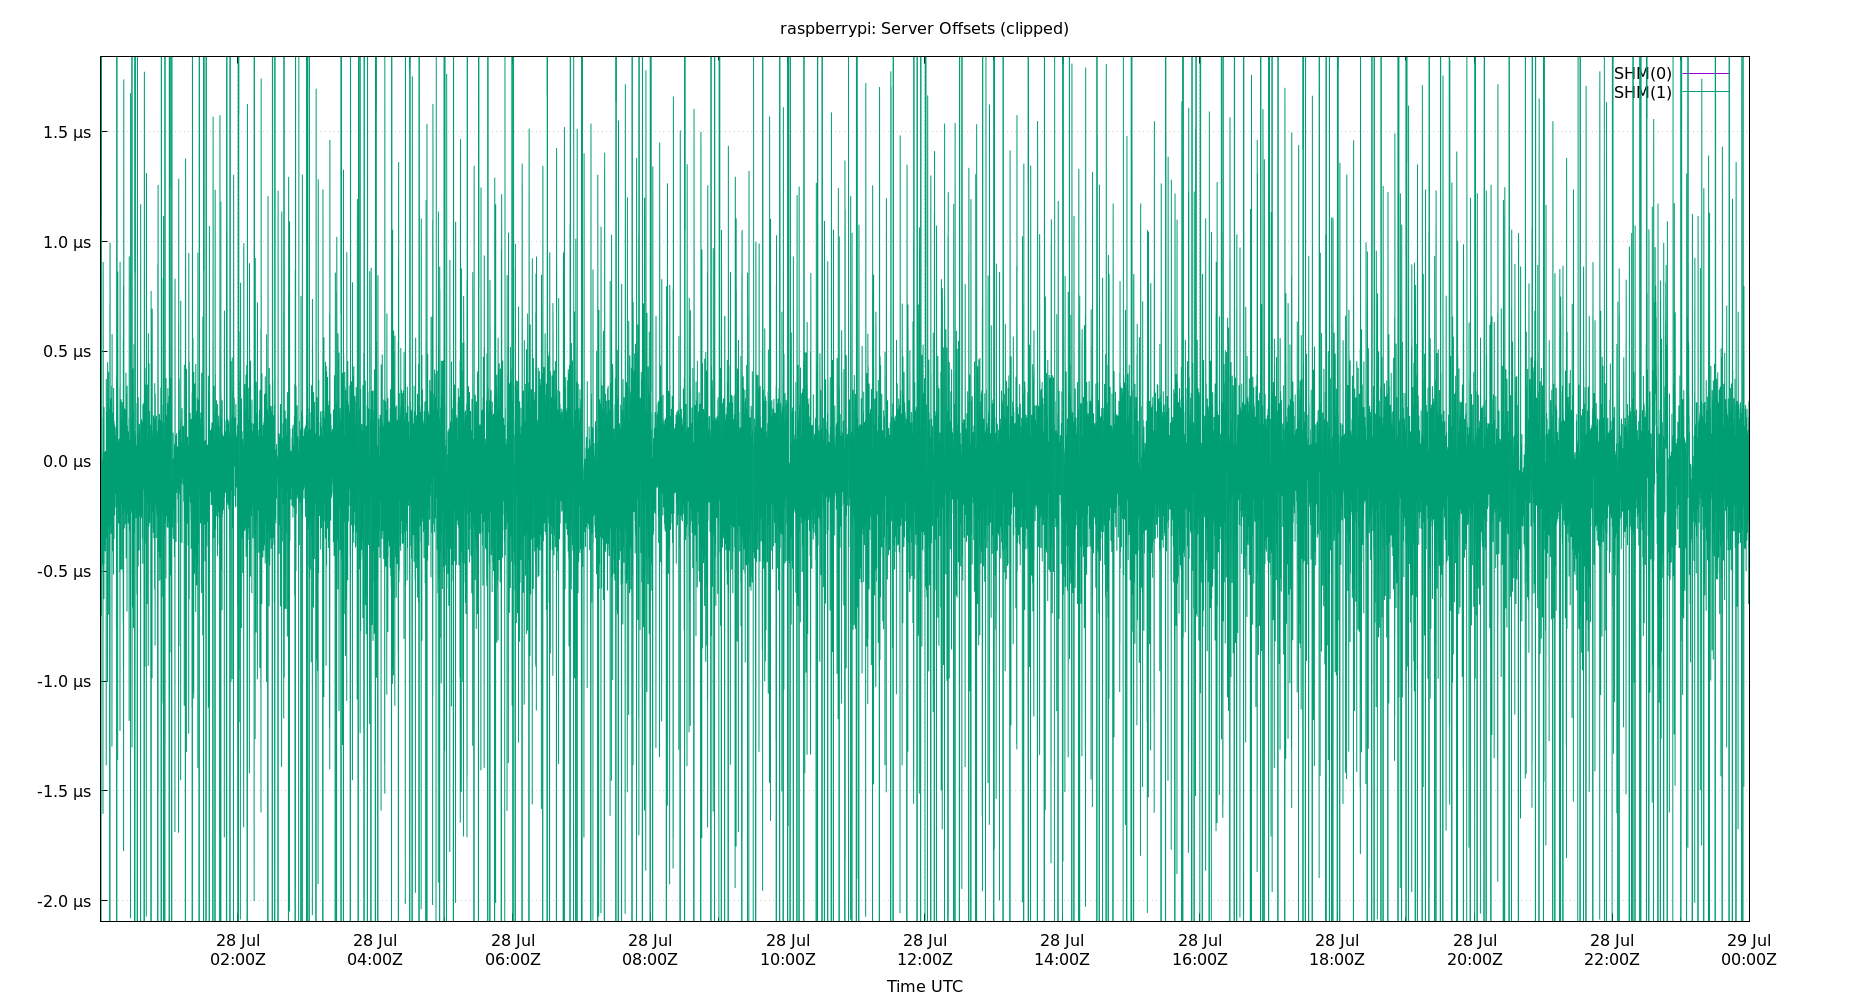 raspberrypi: Server Offsets (clipped)
SHM(0)
SHM(1)
1.5 µs
1.0 µs
0.5 µs
0.0 µs
-0.5 µs
-1.0 µs
-1.5 µs
-2.0 µs
28 Jul 28 Jul 28 Jul 28 Jul 28 Jul 28 Jul 28 Jul 28 Jul 28 Jul 28 Jul 28 Jul 29 Jul
02:00Z 04:00Z 06:00Z 08:00Z 10:00Z 12:00Z 14:00Z 16:00Z 18:00Z 20:00Z 22:00Z 00:00Z
Time UTC